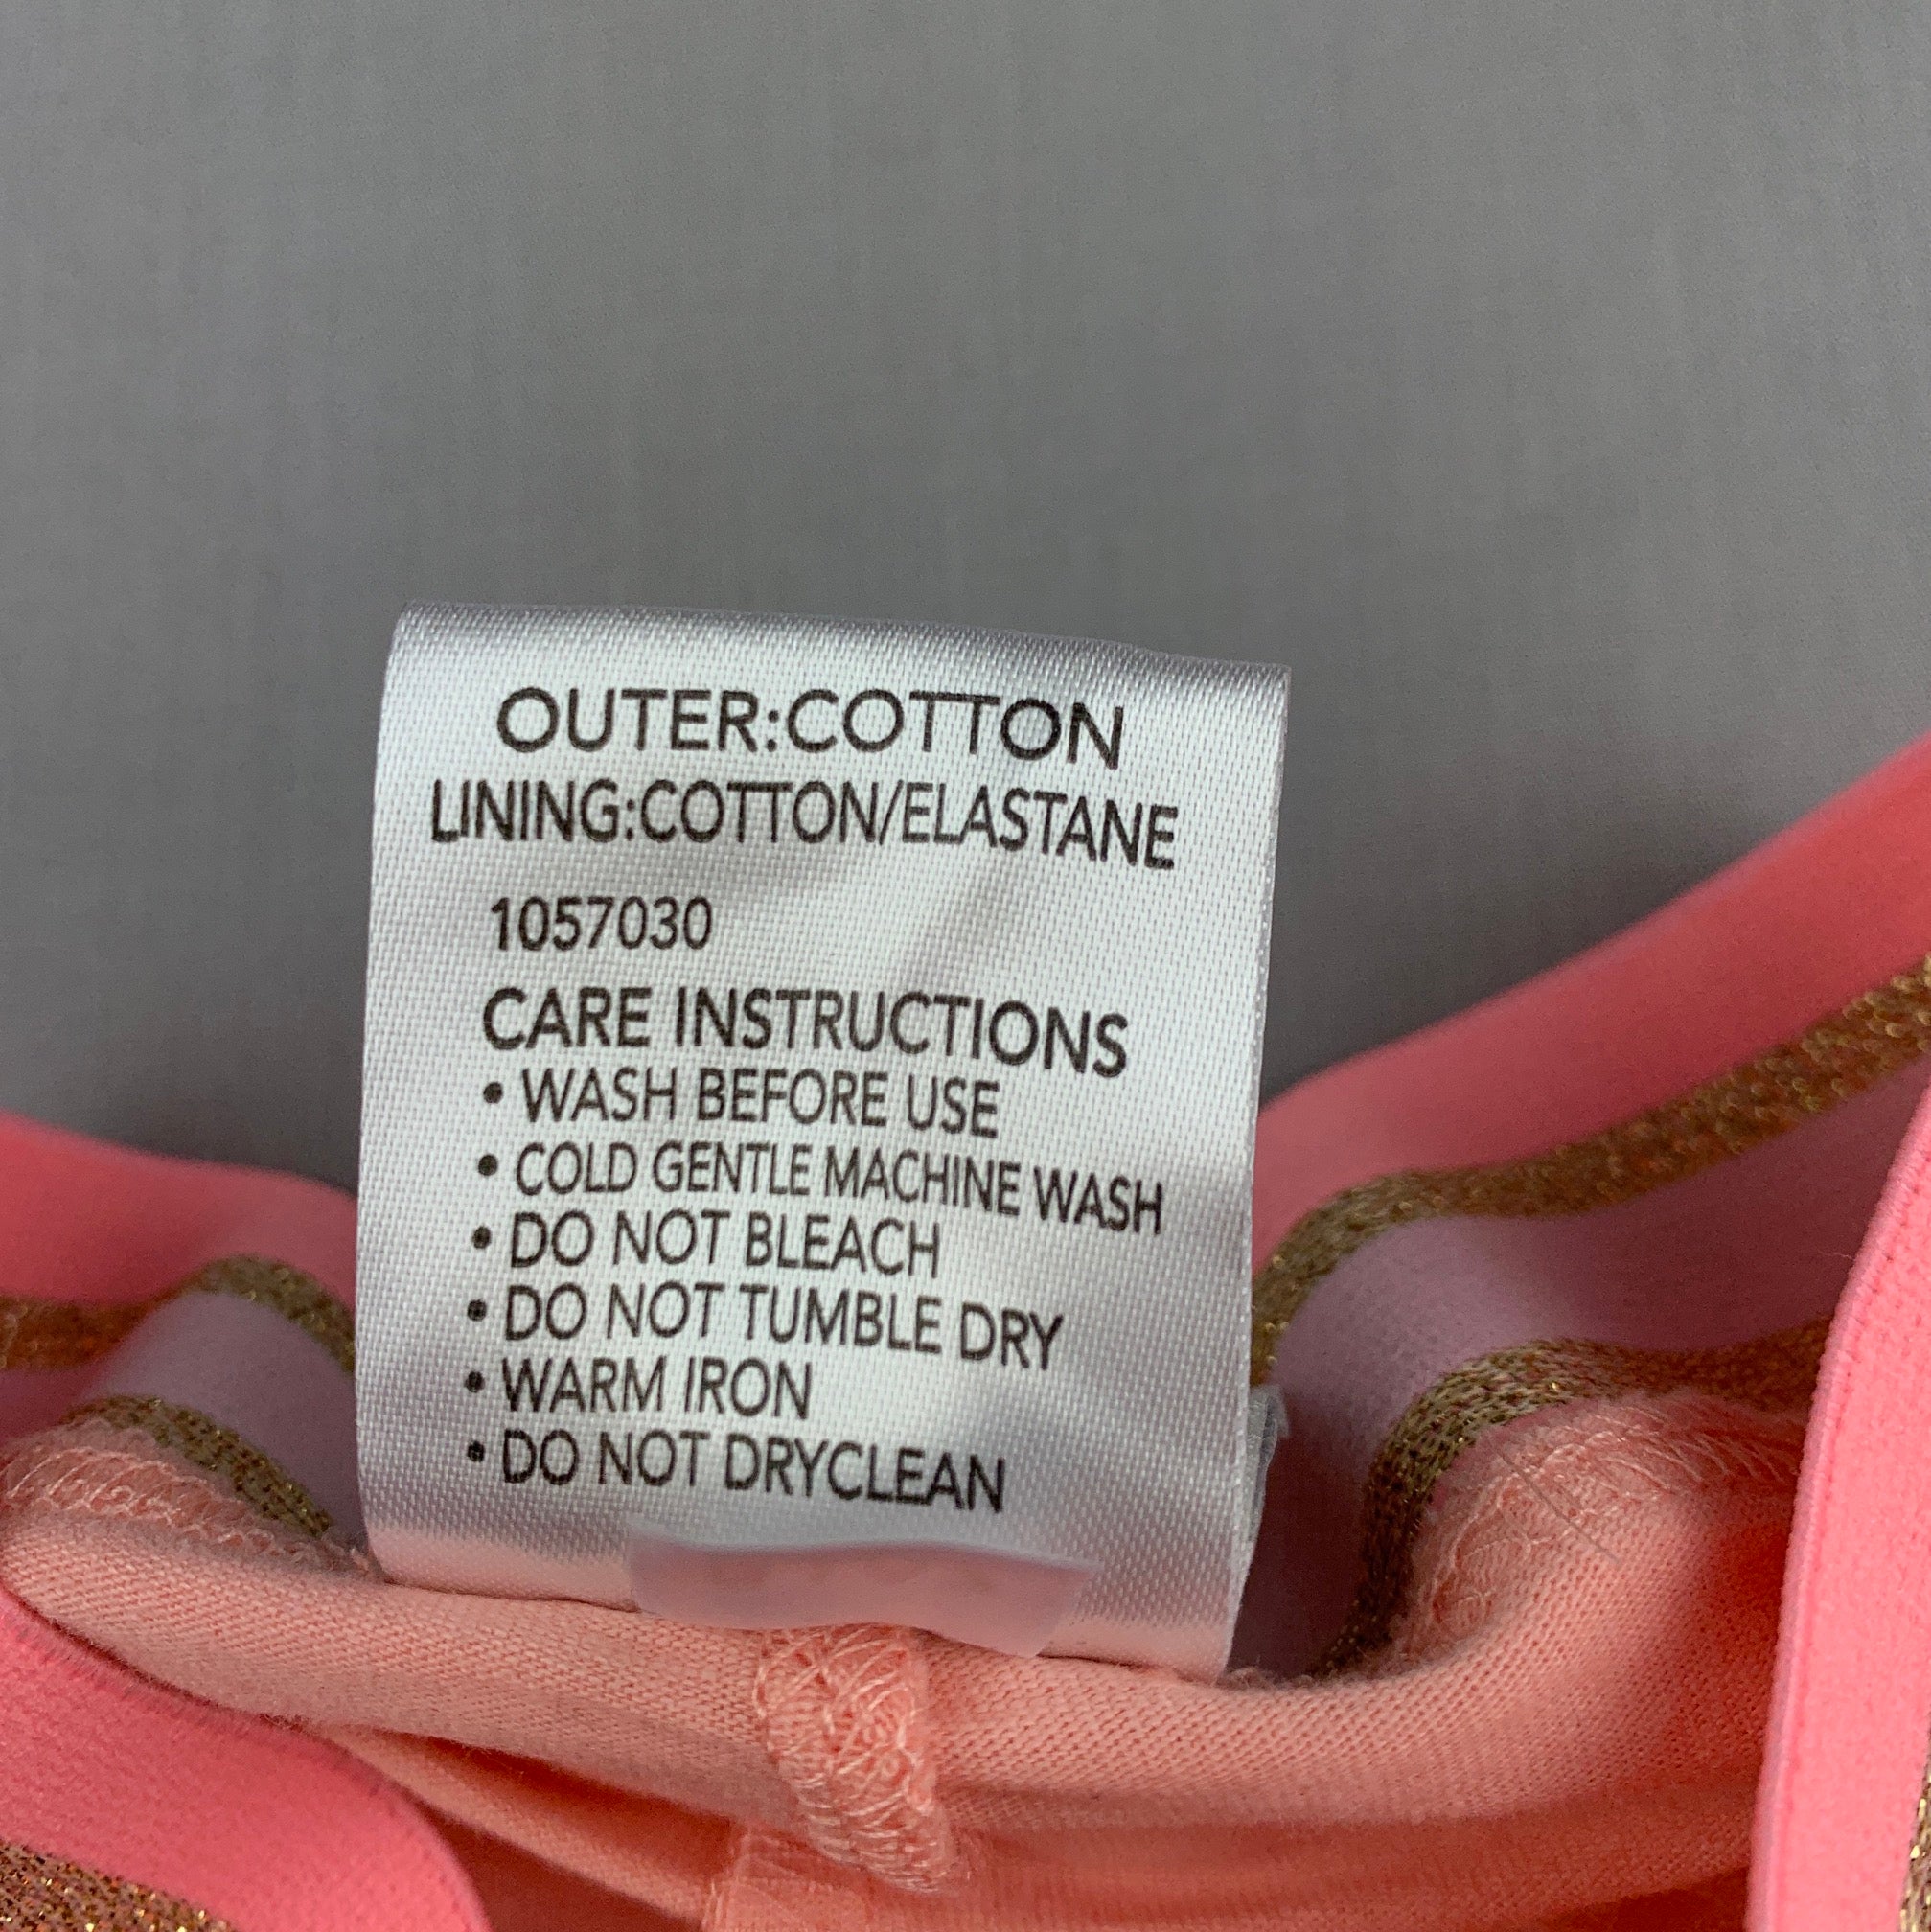 OUTER:COTTON
LINING:COTTON/ELASTANE
1057030
CARE INSTRUCTIONS
• WASH BEFORE USE
• COLD GENTLE MACHINE WASH
• DO NOT BLEACH
• DO NOT TUMBLE DRY
• WARM IRON
• DO NOT DRYCLEAN